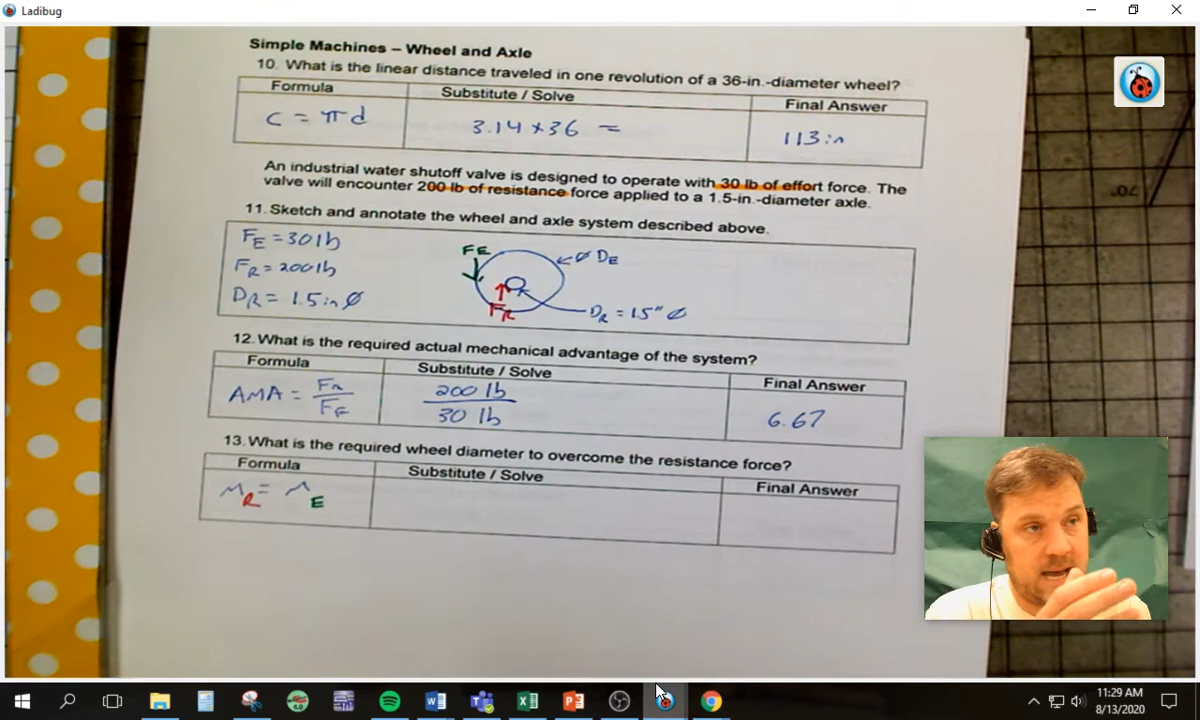 Ladibug
Simple Machines – Wheel and Axle
10. What is the linear distance traveled in one revolution of a 36-in.-diameter wheel?
Formula Substitute / Solve Final Answer
C = πd 3.14 × 36 = 113 in
An industrial water shutoff valve is designed to operate with 30 lb of effort force. The
valve will encounter 200 lb of resistance force applied to a 1.5-in.-diameter axle.
11. Sketch and annotate the wheel and axle system described above.
FE = 30 lb
FR = 200 lb
DR = 1.5 in Ø
FE
Ø DE
FR
DR = 1.5" Ø
12. What is the required actual mechanical advantage of the system?
Formula Substitute / Solve Final Answer
AMA = FR / FE 200 lb / 30 lb 6.67
13. What is the required wheel diameter to overcome the resistance force?
Formula Substitute / Solve Final Answer
MR = ME
11:29 AM
8/13/2020